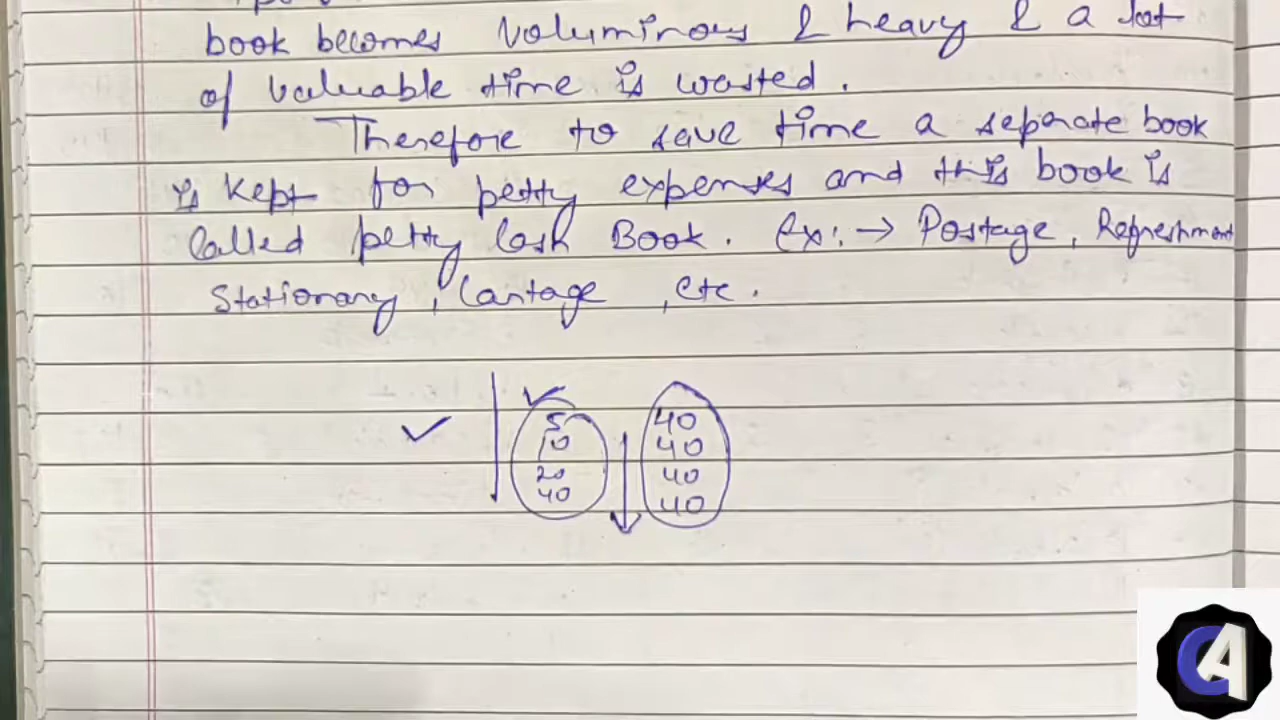 book becomes voluminous & heavy & a lot
of valuable time is wasted.
Therefore to save time a separate book
is kept for petty expenses and this book is
Called petty Cash Book. Ex:→ Postage, Refreshment
Stationary, Cartage, etc.
5 40
10 40
20 40
40 40
CA